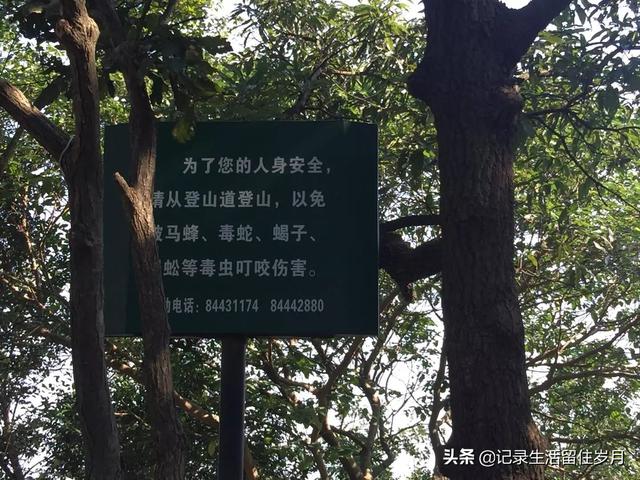 为了您的人身安全，
请从登山道登山，以免
被马蜂、毒蛇、蝎子、
蚣等毒虫叮咬伤害。
电话：84431174 84442880
头条 @记录生活留住岁月